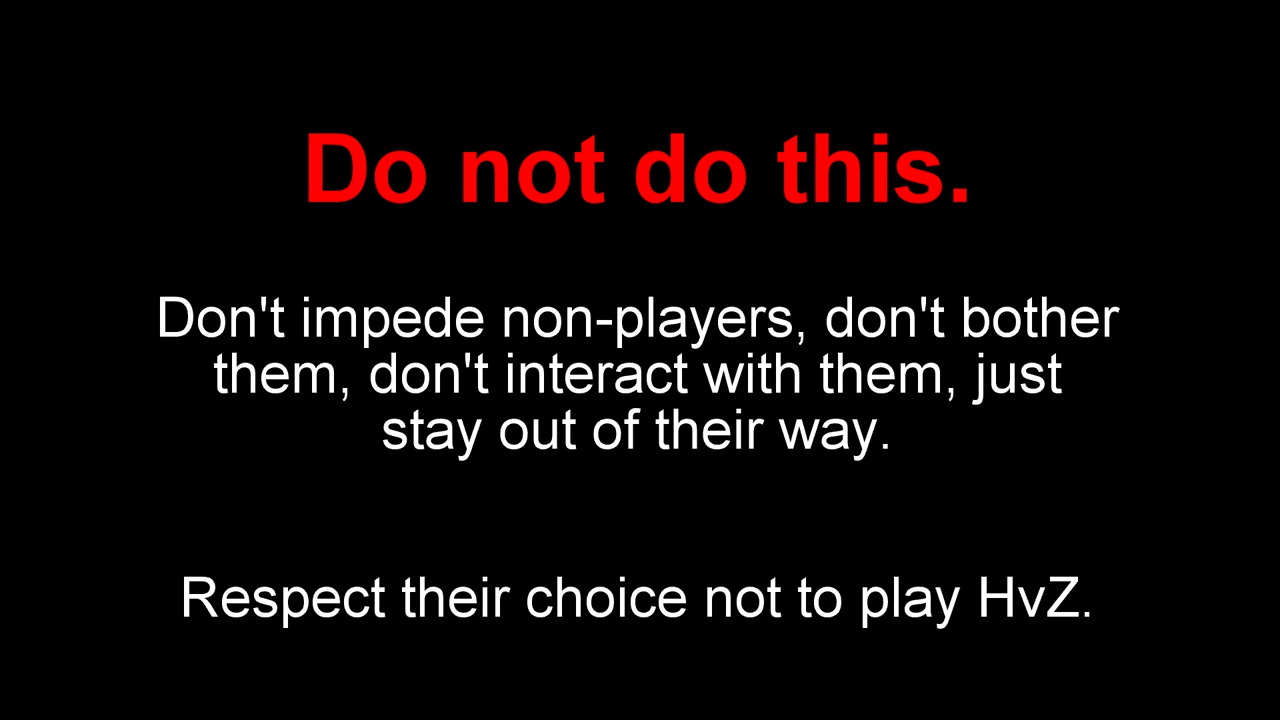 Do not do this.
Don't impede non-players, don't bother
them, don't interact with them, just
stay out of their way.
Respect their choice not to play HvZ.